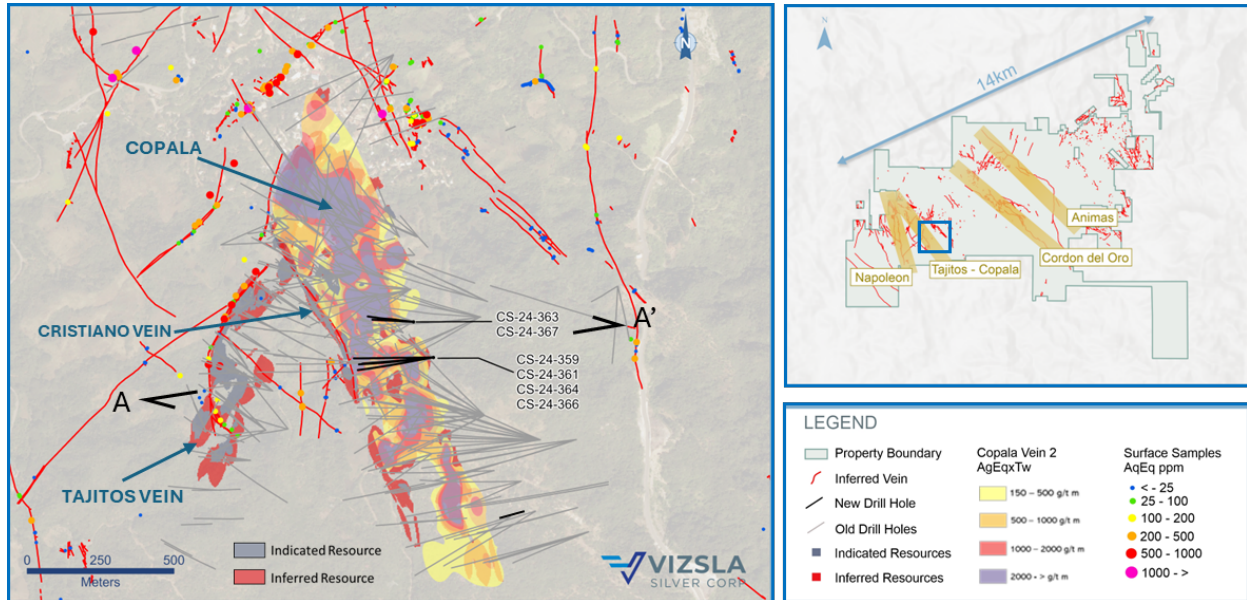 COPALA
CRISTIANO VEIN
TAJITOS VEIN
A
A'
CS-24-363
CS-24-367
CS-24-359
CS-24-361
CS-24-364
CS-24-366
N
0 250 500
Meters
Indicated Resource
Inferred Resource
VIZSLA
SILVER CORP
N
14km
Animas
Cordon del Oro
Tajitos - Copala
Napoleon
LEGEND
Property Boundary
Inferred Vein
New Drill Hole
Old Drill Holes
Indicated Resources
Inferred Resources
Copala Vein 2
AgEqxTw
150 – 500 g/t m
500 – 1000 g/t m
1000 – 2000 g/t m
2000 - > g/t m
Surface Samples
AqEq ppm
< - 25
25 - 100
100 - 200
200 - 500
500 - 1000
1000 - >